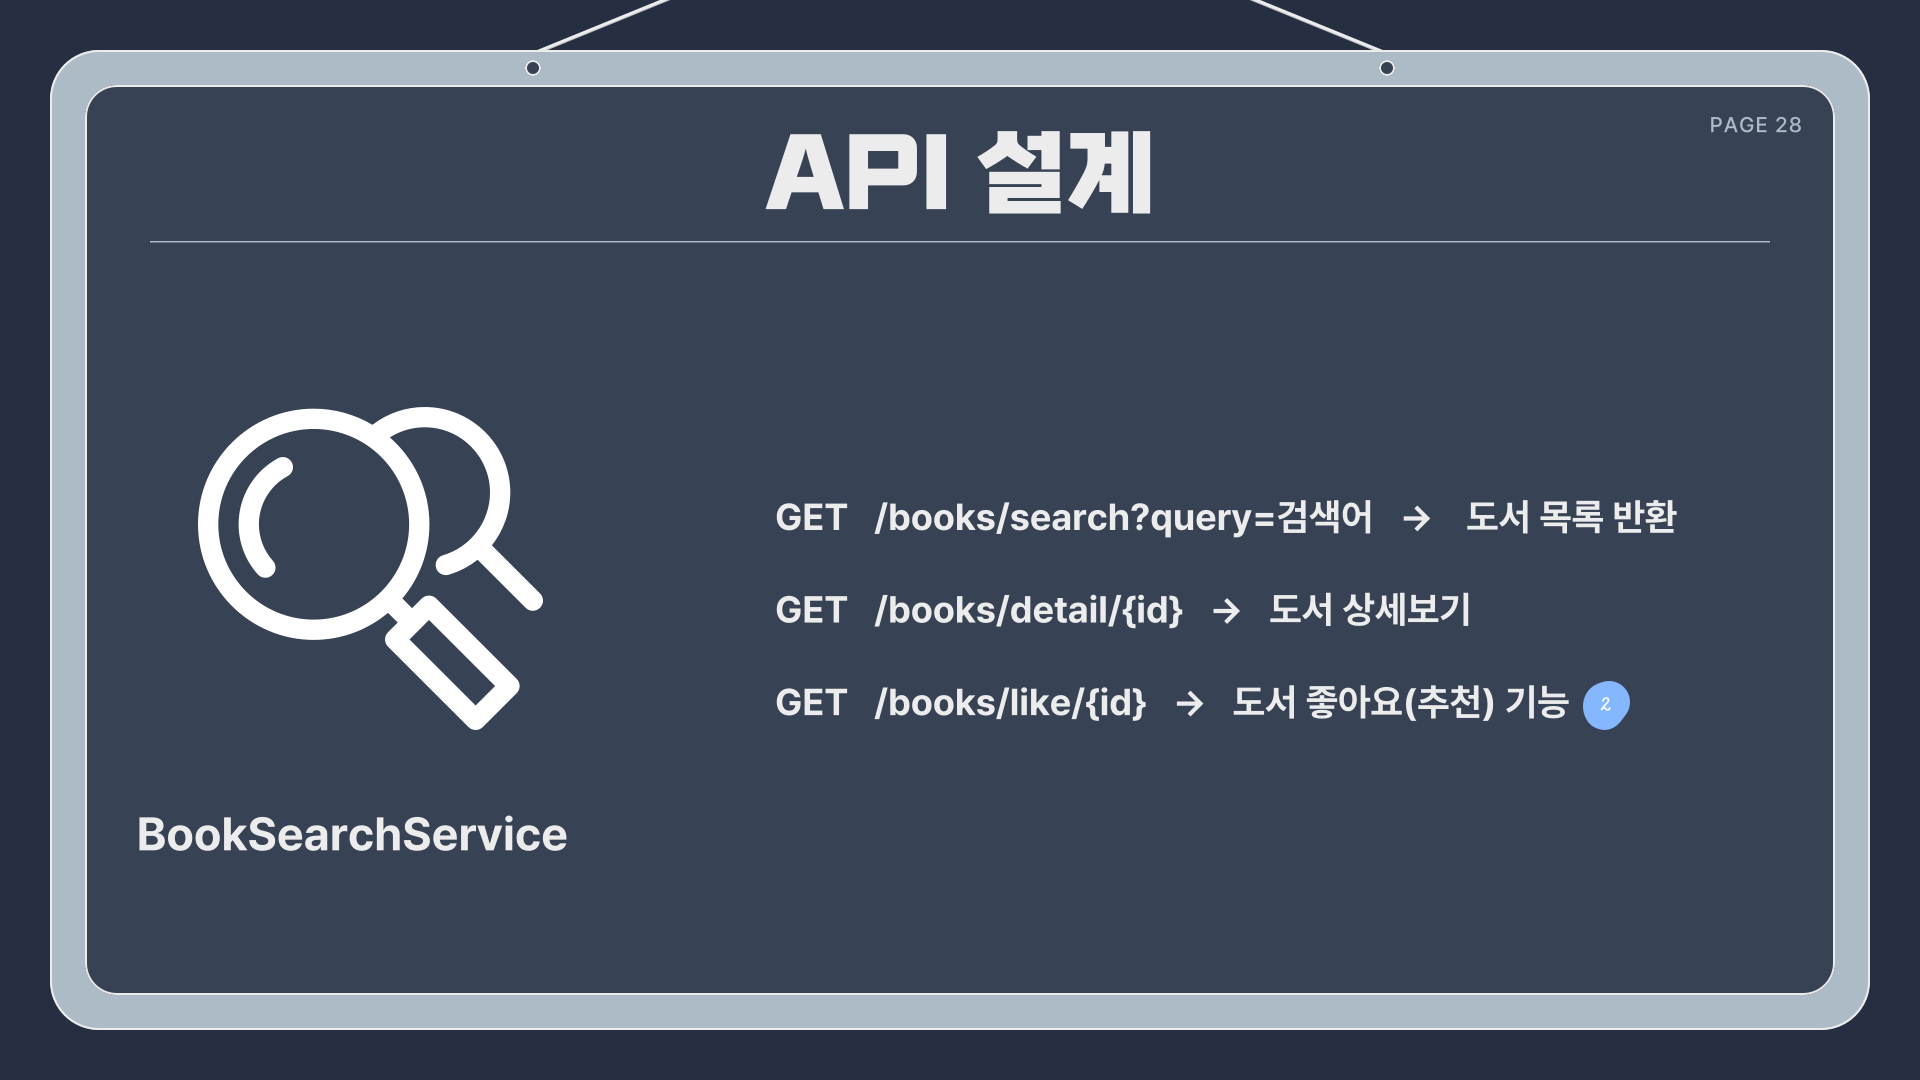 PAGE 28
API 설계
GET /books/search?query=검색어 → 도서 목록 반환
GET /books/detail/{id} → 도서 상세보기
GET /books/like/{id} → 도서 좋아요(추천) 기능 2
BookSearchService